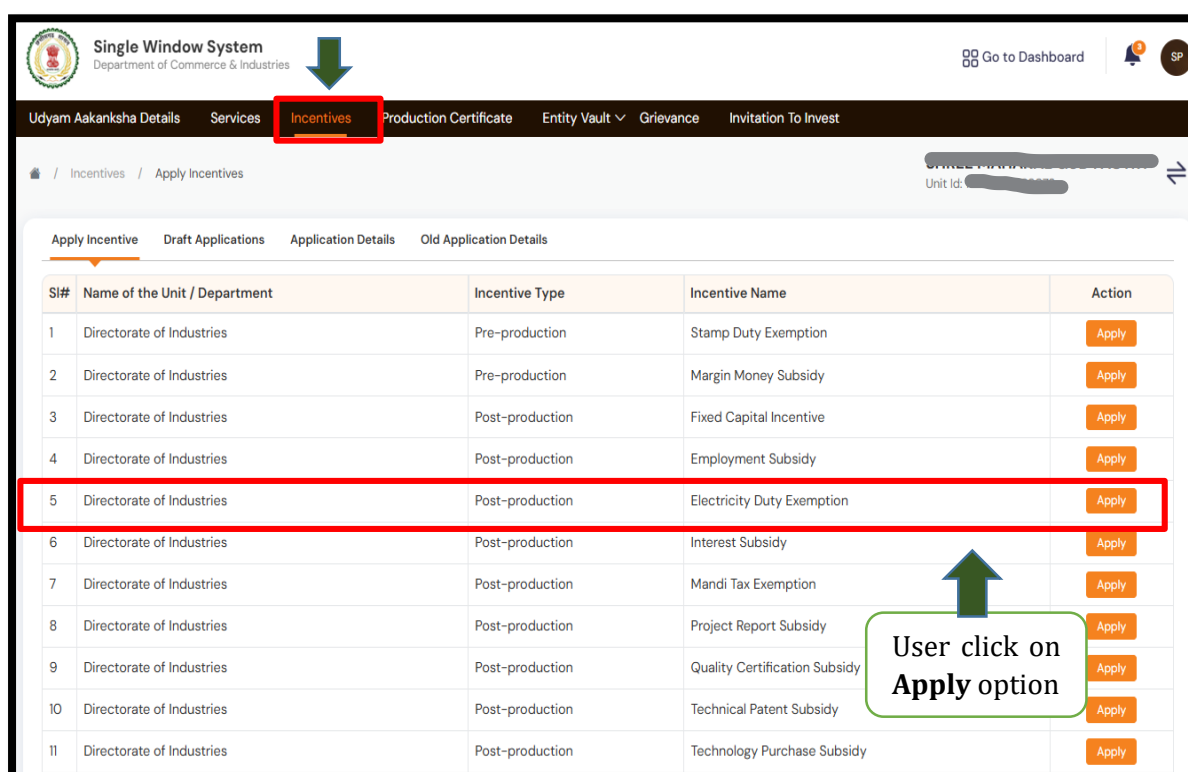 Single Window System
Department of Commerce & Industries
Go to Dashboard
3
SP
Udyam Aakanksha Details Services Incentives Production Certificate Entity Vault Grievance Invitation To Invest
/ Incentives / Apply Incentives
Unit Id:
Apply Incentive Draft Applications Application Details Old Application Details
Sl# Name of the Unit / Department Incentive Type Incentive Name Action
1 Directorate of Industries Pre-production Stamp Duty Exemption Apply
2 Directorate of Industries Pre-production Margin Money Subsidy Apply
3 Directorate of Industries Post-production Fixed Capital Incentive Apply
4 Directorate of Industries Post-production Employment Subsidy Apply
5 Directorate of Industries Post-production Electricity Duty Exemption Apply
6 Directorate of Industries Post-production Interest Subsidy Apply
7 Directorate of Industries Post-production Mandi Tax Exemption Apply
8 Directorate of Industries Post-production Project Report Subsidy Apply
9 Directorate of Industries Post-production Quality Certification Subsidy Apply
10 Directorate of Industries Post-production Technical Patent Subsidy Apply
11 Directorate of Industries Post-production Technology Purchase Subsidy Apply
User click on
Apply option